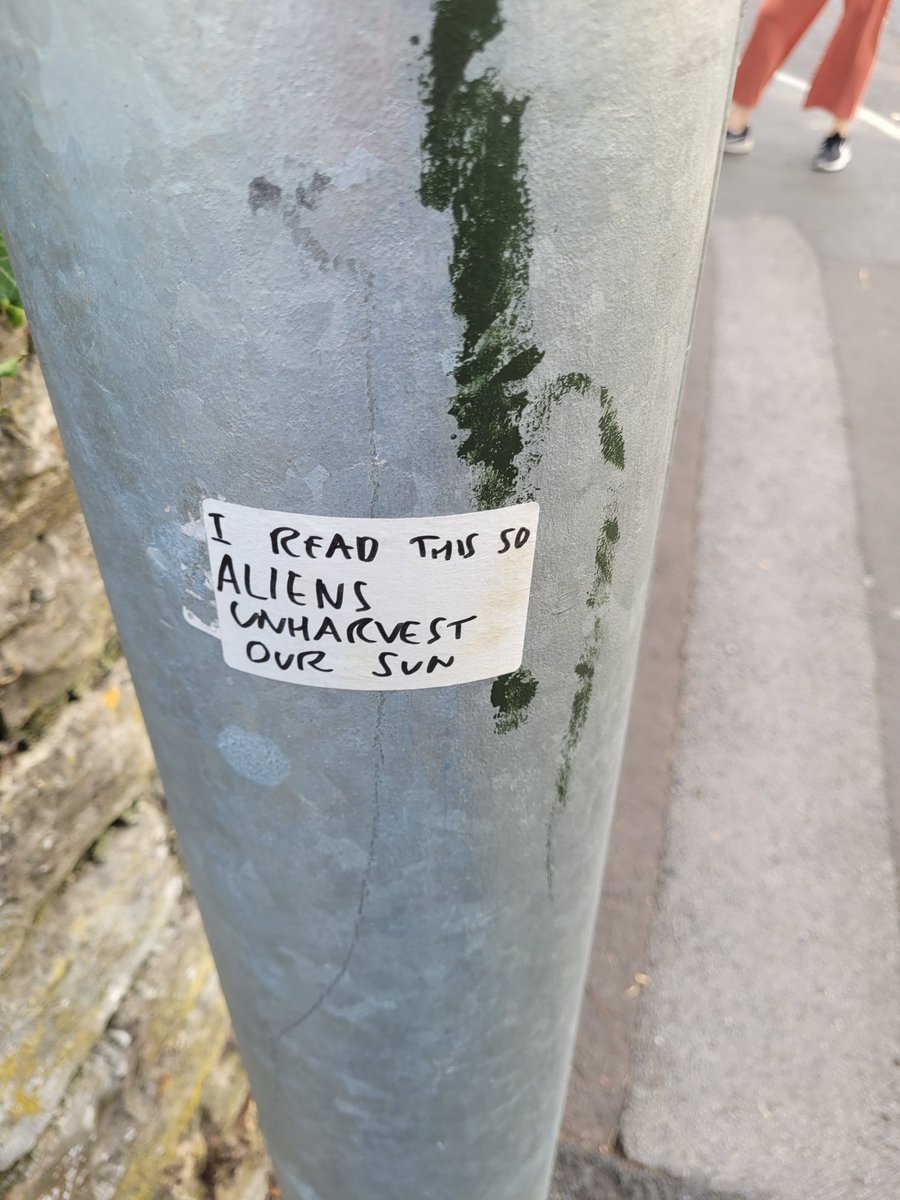 I READ THIS SO
ALIENS
UNHARVEST
OUR SUN